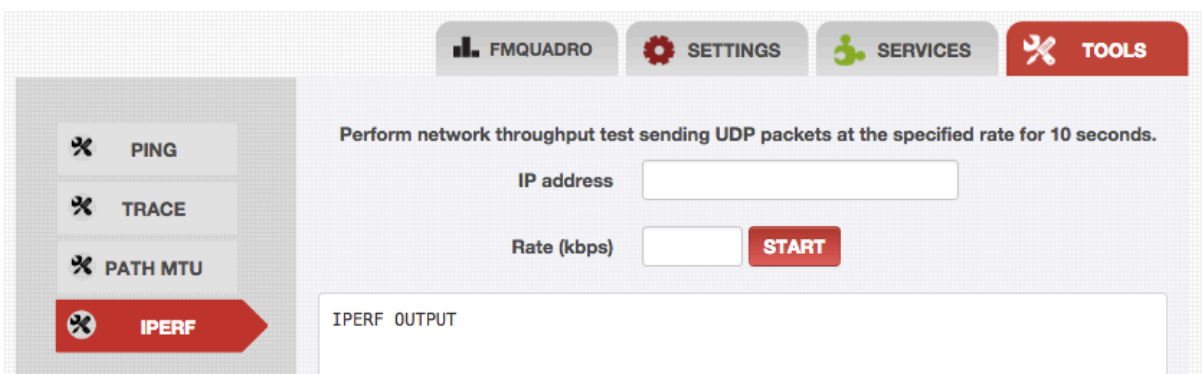 FMQUADRO
SETTINGS
SERVICES
TOOLS
PING
TRACE
PATH MTU
IPERF
Perform network throughput test sending UDP packets at the specified rate for 10 seconds.
IP address
Rate (kbps)
START
IPERF OUTPUT